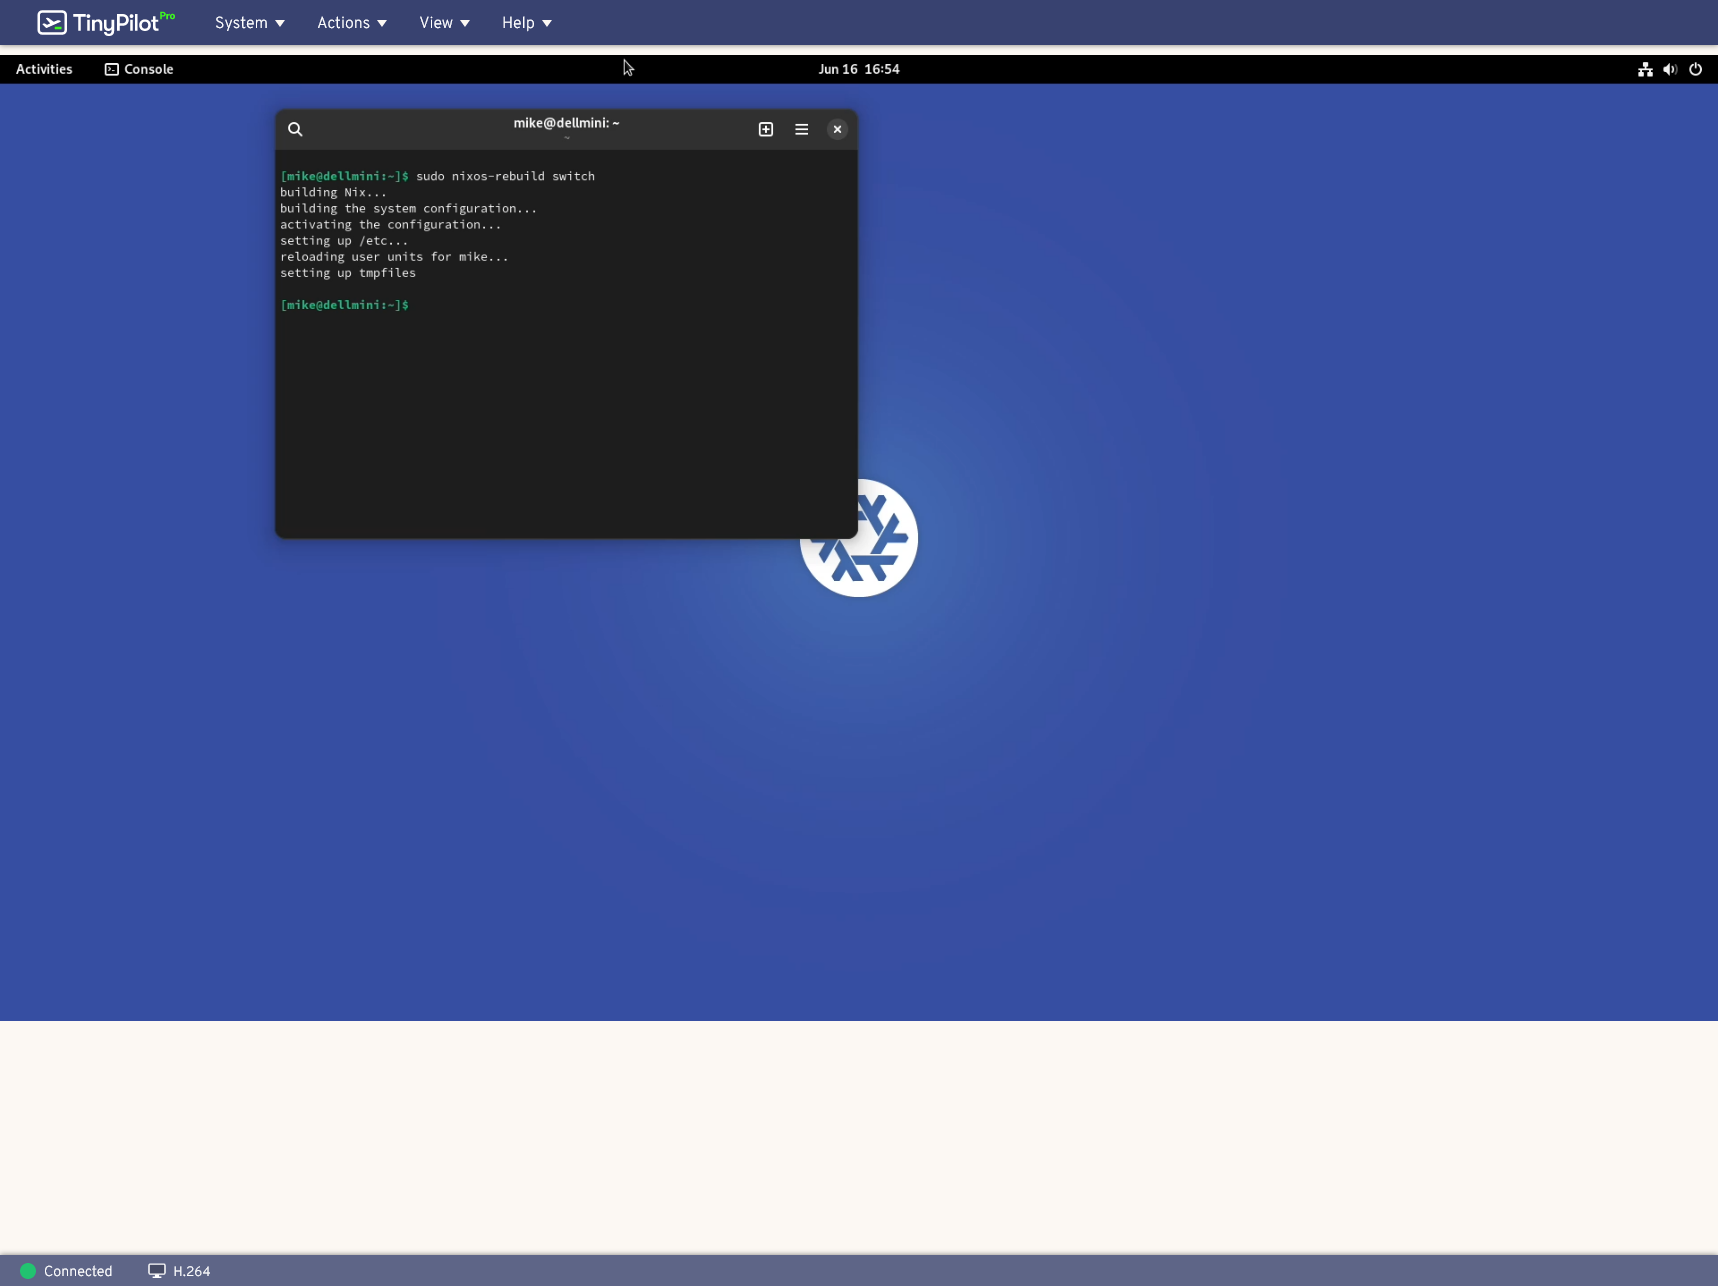 TinyPilot Pro System Actions View Help
Activities Console Jun 16 16:54
mike@dellmini: ~
~
[mike@dellmini:~]$ sudo nixos-rebuild switch
building Nix...
building the system configuration...
activating the configuration...
setting up /etc...
reloading user units for mike...
setting up tmpfiles
[mike@dellmini:~]$
Connected H.264